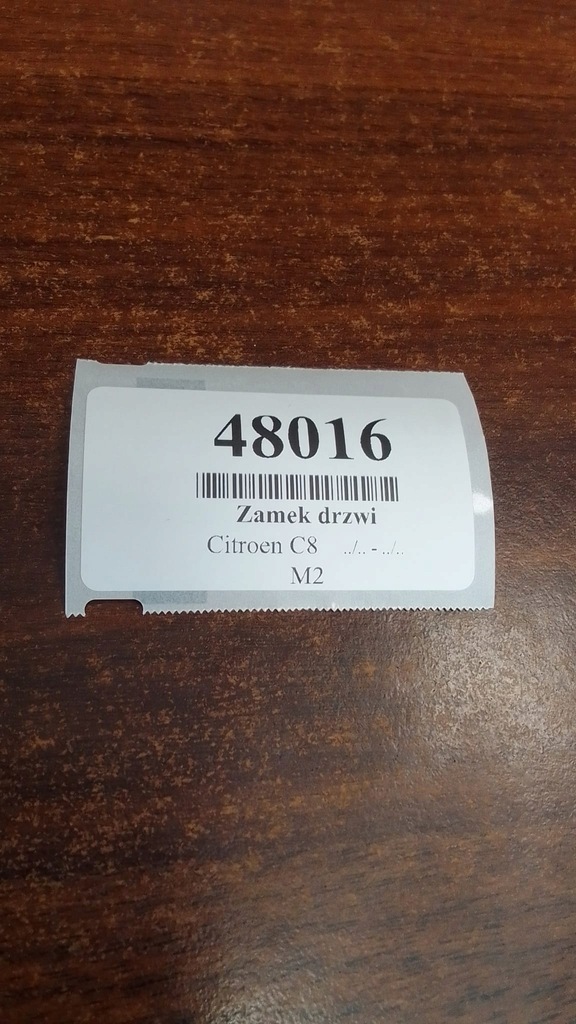 48016
Zamek drzwi
Citroen C8 ../.. - ../..
M2